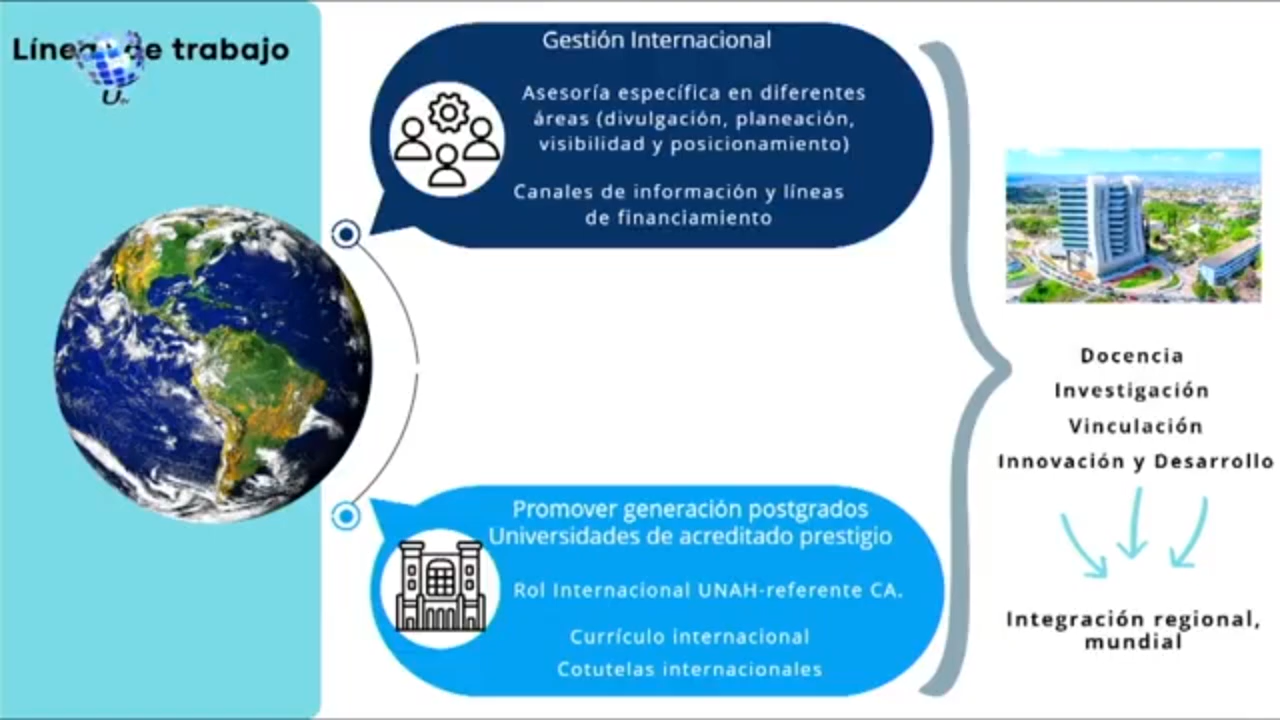 Líneas de trabajo
Utv
Gestión Internacional
Asesoría específica en diferentes
áreas (divulgación, planeación,
visibilidad y posicionamiento)
Canales de información y líneas
de financiamiento
Promover generación postgrados
Universidades de acreditado prestigio
Rol Internacional UNAH-referente CA.
Currículo internacional
Cotutelas internacionales
Docencia
Investigación
Vinculación
Innovación y Desarrollo
Integración regional,
mundial